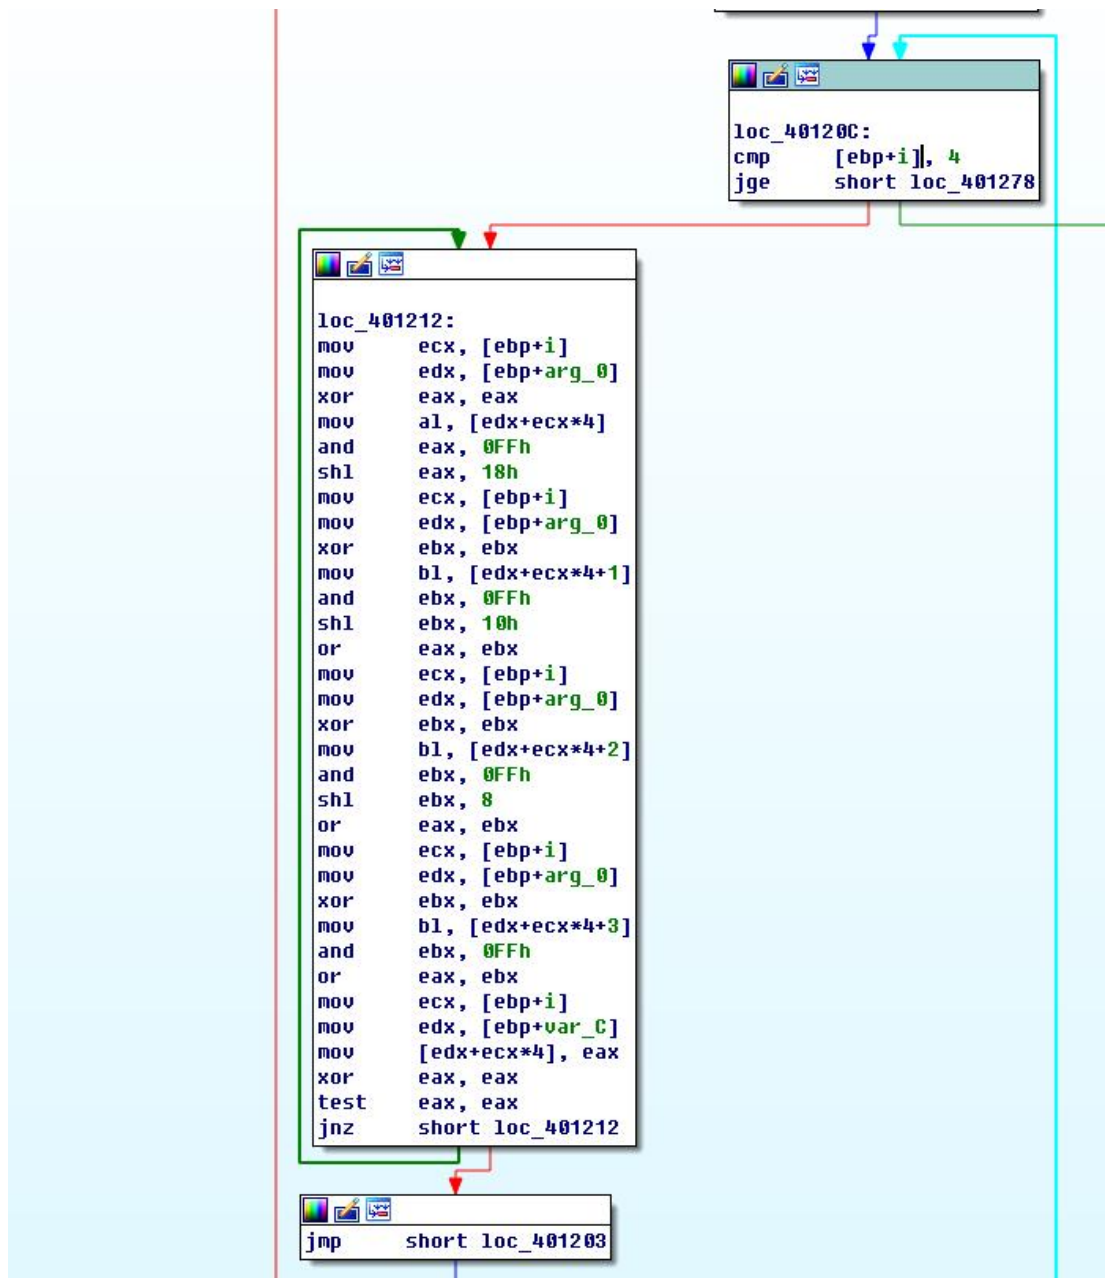 loc_40120C:
cmp [ebp+i], 4
jge short loc_401278
loc_401212:
mov ecx, [ebp+i]
mov edx, [ebp+arg_0]
xor eax, eax
mov al, [edx+ecx*4]
and eax, 0FFh
shl eax, 18h
mov ecx, [ebp+i]
mov edx, [ebp+arg_0]
xor ebx, ebx
mov bl, [edx+ecx*4+1]
and ebx, 0FFh
shl ebx, 10h
or eax, ebx
mov ecx, [ebp+i]
mov edx, [ebp+arg_0]
xor ebx, ebx
mov bl, [edx+ecx*4+2]
and ebx, 0FFh
shl ebx, 8
or eax, ebx
mov ecx, [ebp+i]
mov edx, [ebp+arg_0]
xor ebx, ebx
mov bl, [edx+ecx*4+3]
and ebx, 0FFh
or eax, ebx
mov ecx, [ebp+i]
mov edx, [ebp+var_C]
mov [edx+ecx*4], eax
xor eax, eax
test eax, eax
jnz short loc_401212
jmp short loc_401203